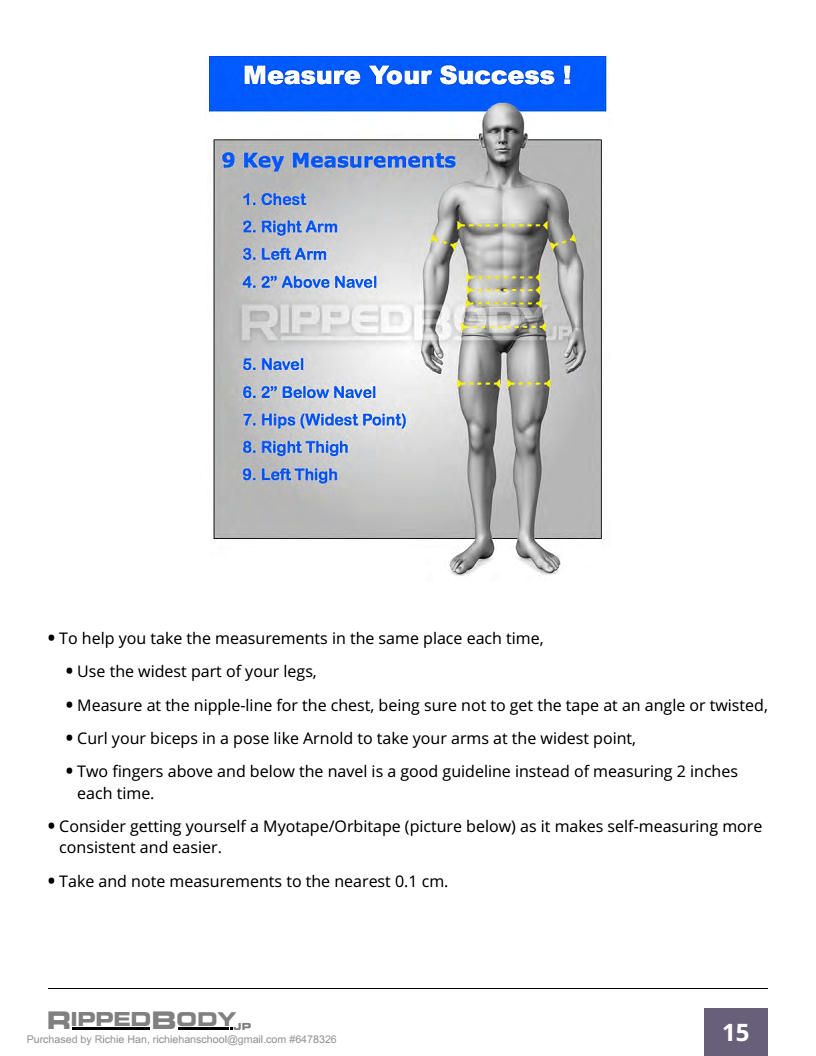 Measure Your Success !
9 Key Measurements
1. Chest
2. Right Arm
3. Left Arm
4. 2” Above Navel
RIPPEDBODY.JP
5. Navel
6. 2” Below Navel
7. Hips (Widest Point)
8. Right Thigh
9. Left Thigh
• To help you take the measurements in the same place each time,
• Use the widest part of your legs,
• Measure at the nipple-line for the chest, being sure not to get the tape at an angle or twisted,
• Curl your biceps in a pose like Arnold to take your arms at the widest point,
• Two fingers above and below the navel is a good guideline instead of measuring 2 inches
each time.
• Consider getting yourself a Myotape/Orbitape (picture below) as it makes self-measuring more
consistent and easier.
• Take and note measurements to the nearest 0.1 cm.
RIPPEDBODY.JP
Purchased by Richie Han, richiehanschool@gmail.com #6478326
15